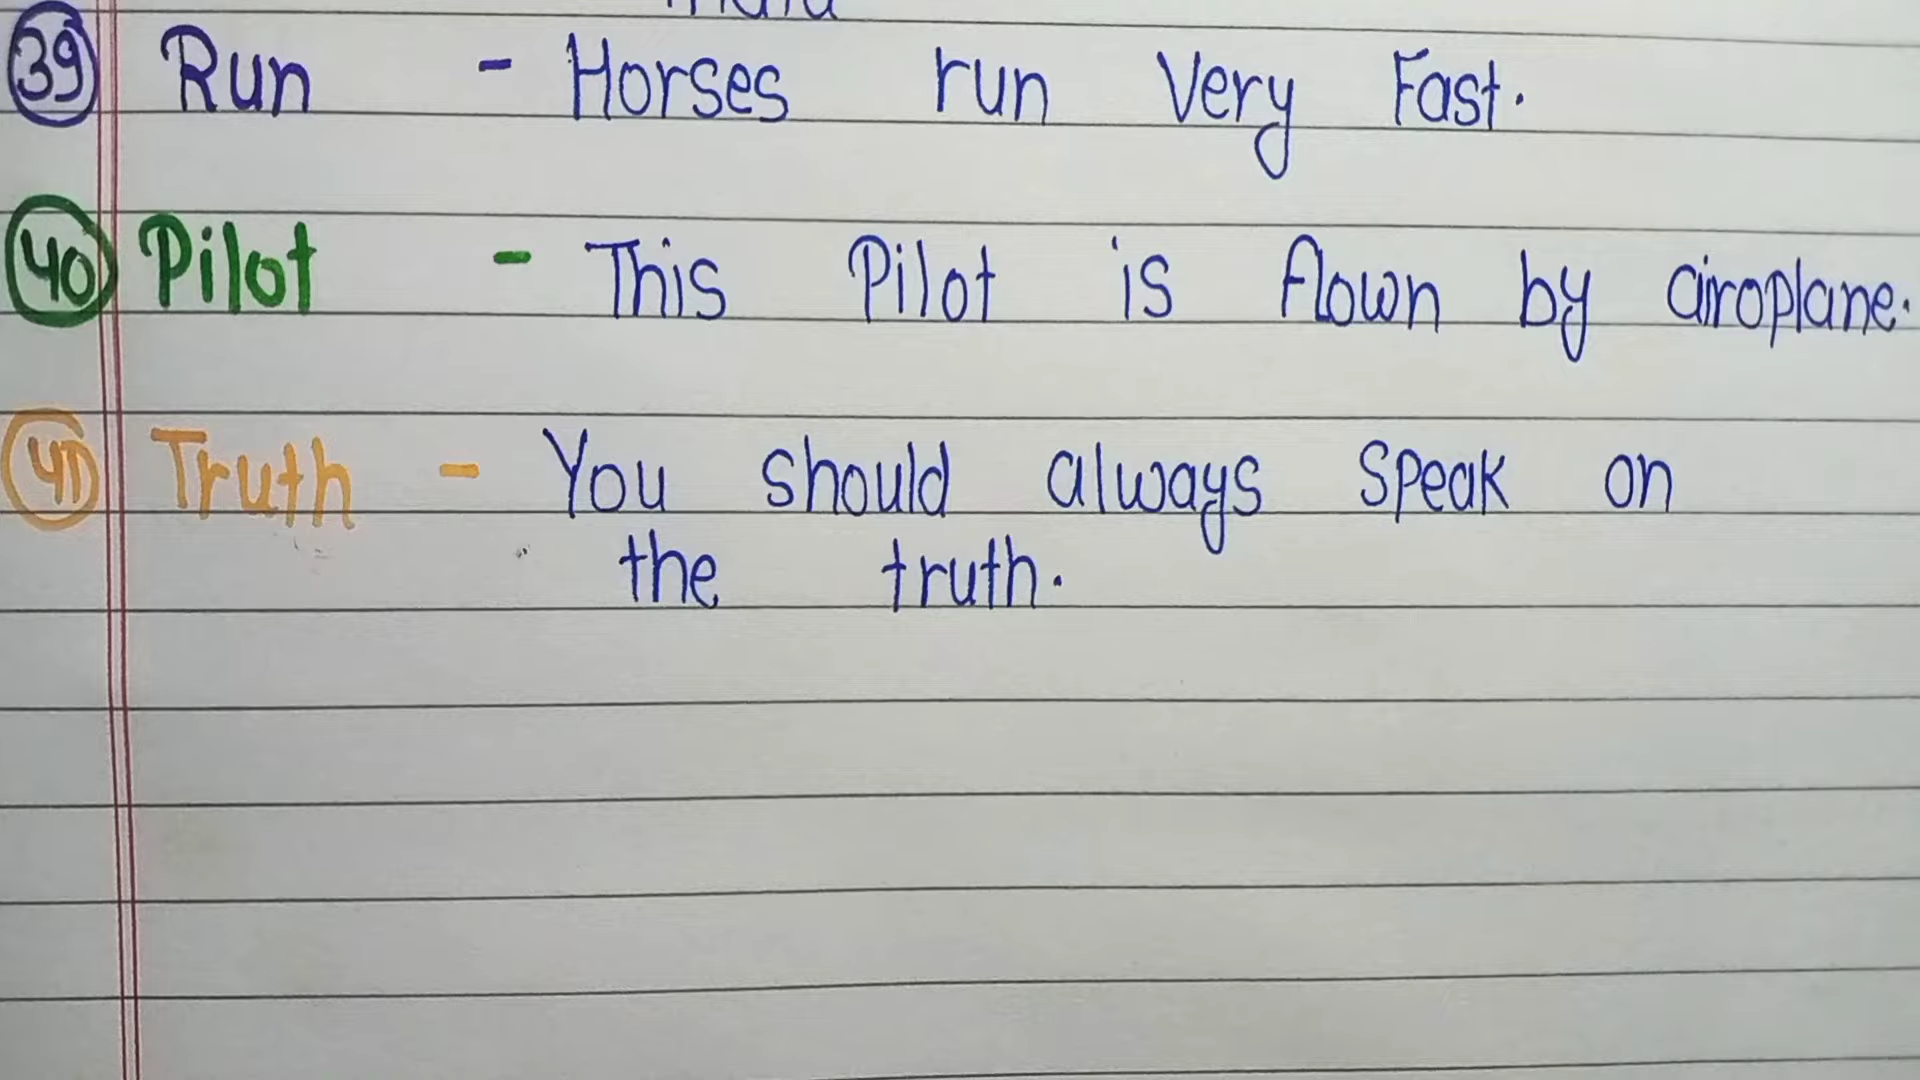 39 Run - Horses run Very Fast.
40 Pilot - This Pilot is flown by airoplane.
41 Truth - You should always speak on
the truth.